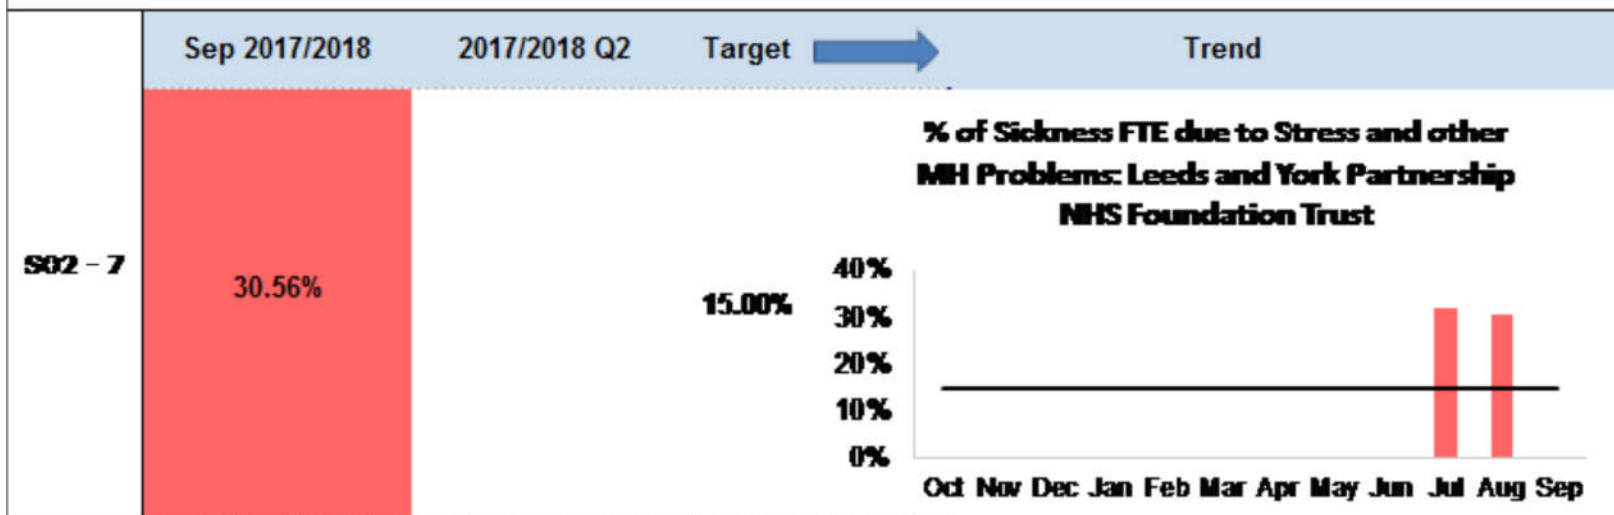 Sep 2017/2018 2017/2018 Q2 Target Trend
% of Sickness FTE due to Stress and other
MH Problems: Leeds and York Partnership
NHS Foundation Trust
S02 – 7
30.56%
15.00%
40%
30%
20%
10%
0%
Oct Nov Dec Jan Feb Mar Apr May Jun Jul Aug Sep